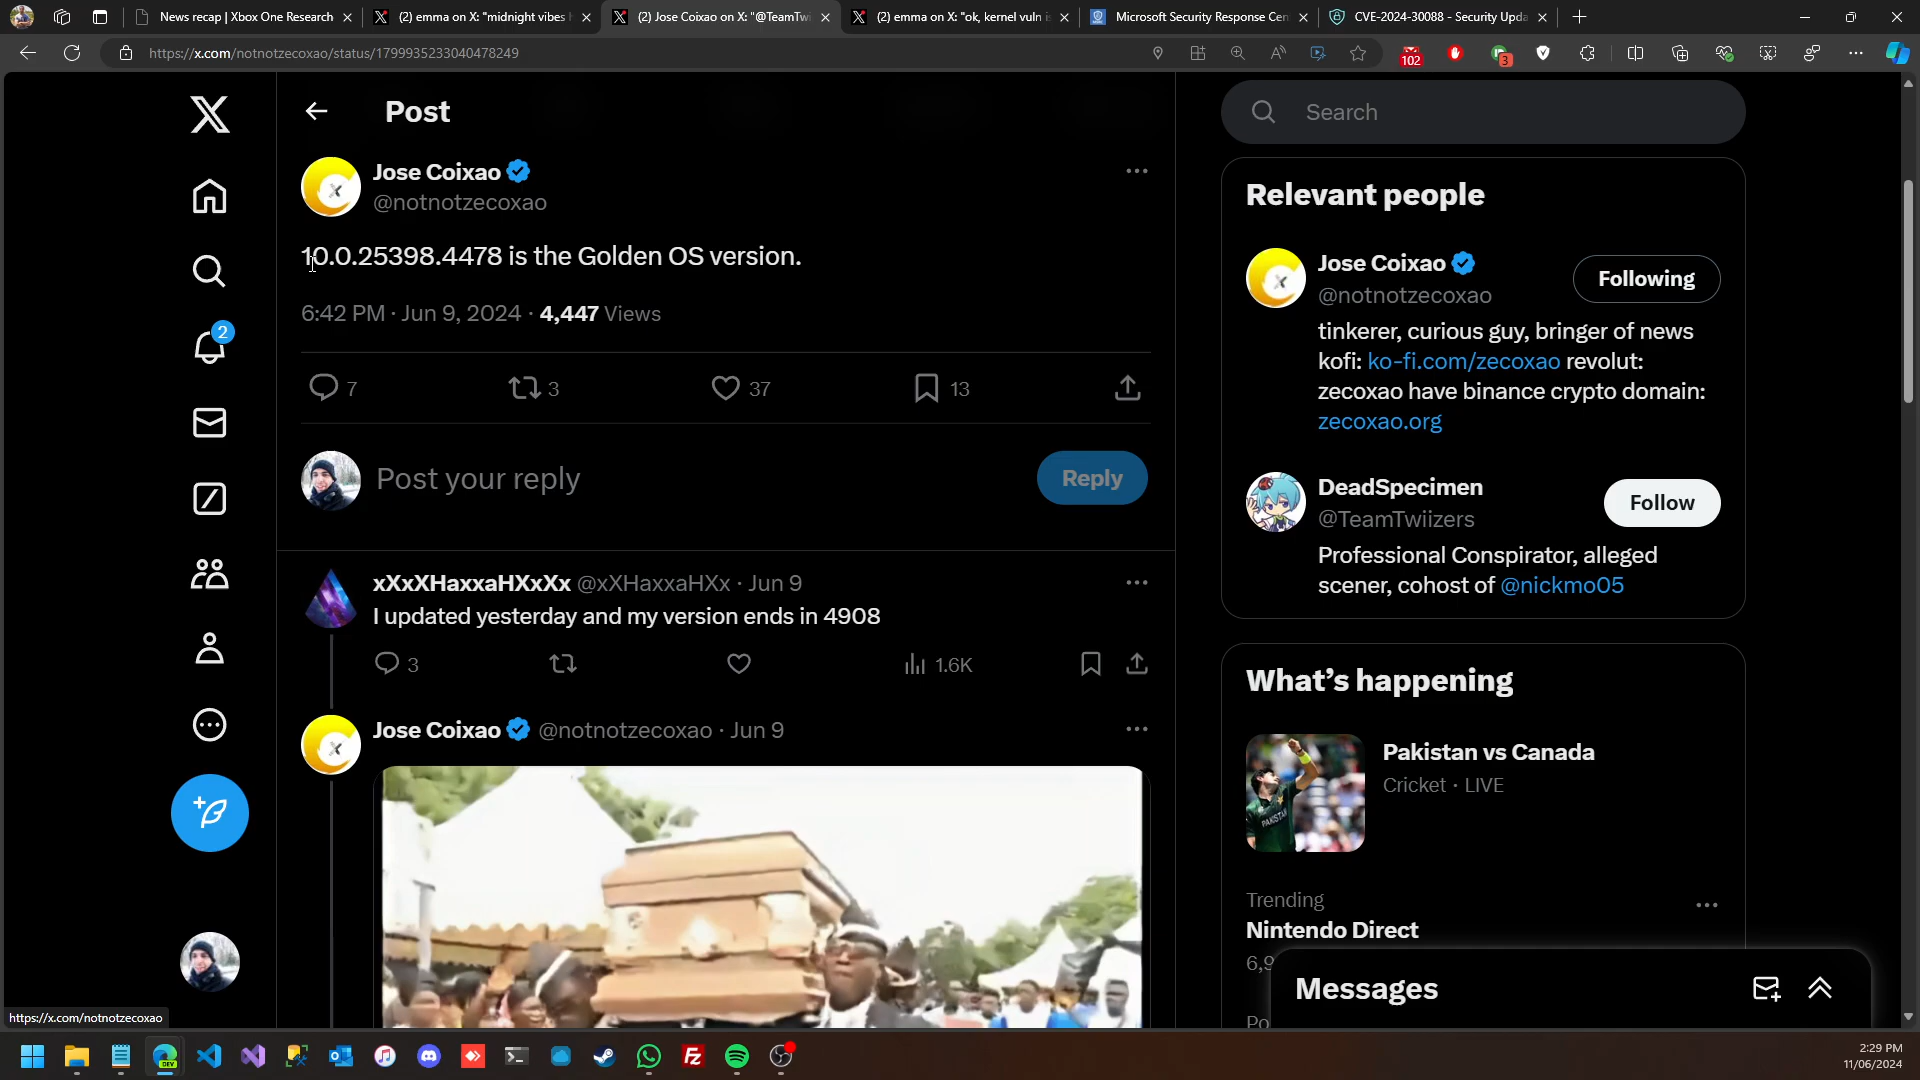 News recap | Xbox One Research
(2) emma on X: "midnight vibes
(2) Jose Coixao on X: "@TeamTwi
(2) emma on X: "ok, kernel vuln
Microsoft Security Response Cen
CVE-2024-30088 - Security Upda
https://x.com/notnotzecoxao/status/1799935233040478249
102
3
Post
Search
Jose Coixao
@notnotzecoxao
10.0.25398.4478 is the Golden OS version.
6:42 PM · Jun 9, 2024 · 4,447 Views
7
3
37
13
Post your reply
Reply
xXxXHaxxaHXxXx @xXHaxxaHXx · Jun 9
I updated yesterday and my version ends in 4908
3
1.6K
Jose Coixao @notnotzecoxao · Jun 9
2
Relevant people
Jose Coixao
@notnotzecoxao
Following
tinkerer, curious guy, bringer of news
kofi: ko-fi.com/zecoxao revolut:
zecoxao have binance crypto domain:
zecoxao.org
DeadSpecimen
@TeamTwiizers
Follow
Professional Conspirator, alleged
scener, cohost of @nickmo05
What's happening
Pakistan vs Canada
Cricket · LIVE
PAKISTAN
Trending
Nintendo Direct
Messages
https://x.com/notnotzecoxao
DEV
2:29 PM
11/06/2024